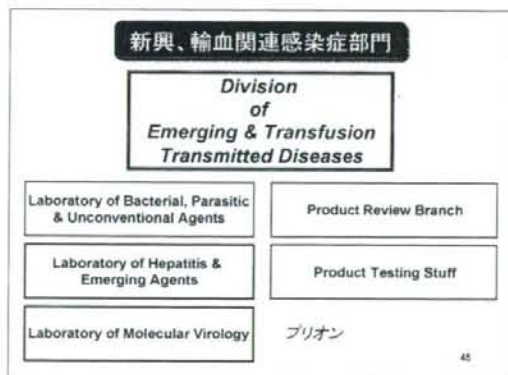 新興、輸血関連感染症部門
Division
of
Emerging & Transfusion
Transmitted Diseases
Laboratory of Bacterial, Parasitic
& Unconventional Agents
Product Review Branch
Laboratory of Hepatitis &
Emerging Agents
Product Testing Stuff
Laboratory of Molecular Virology
プリオン
45